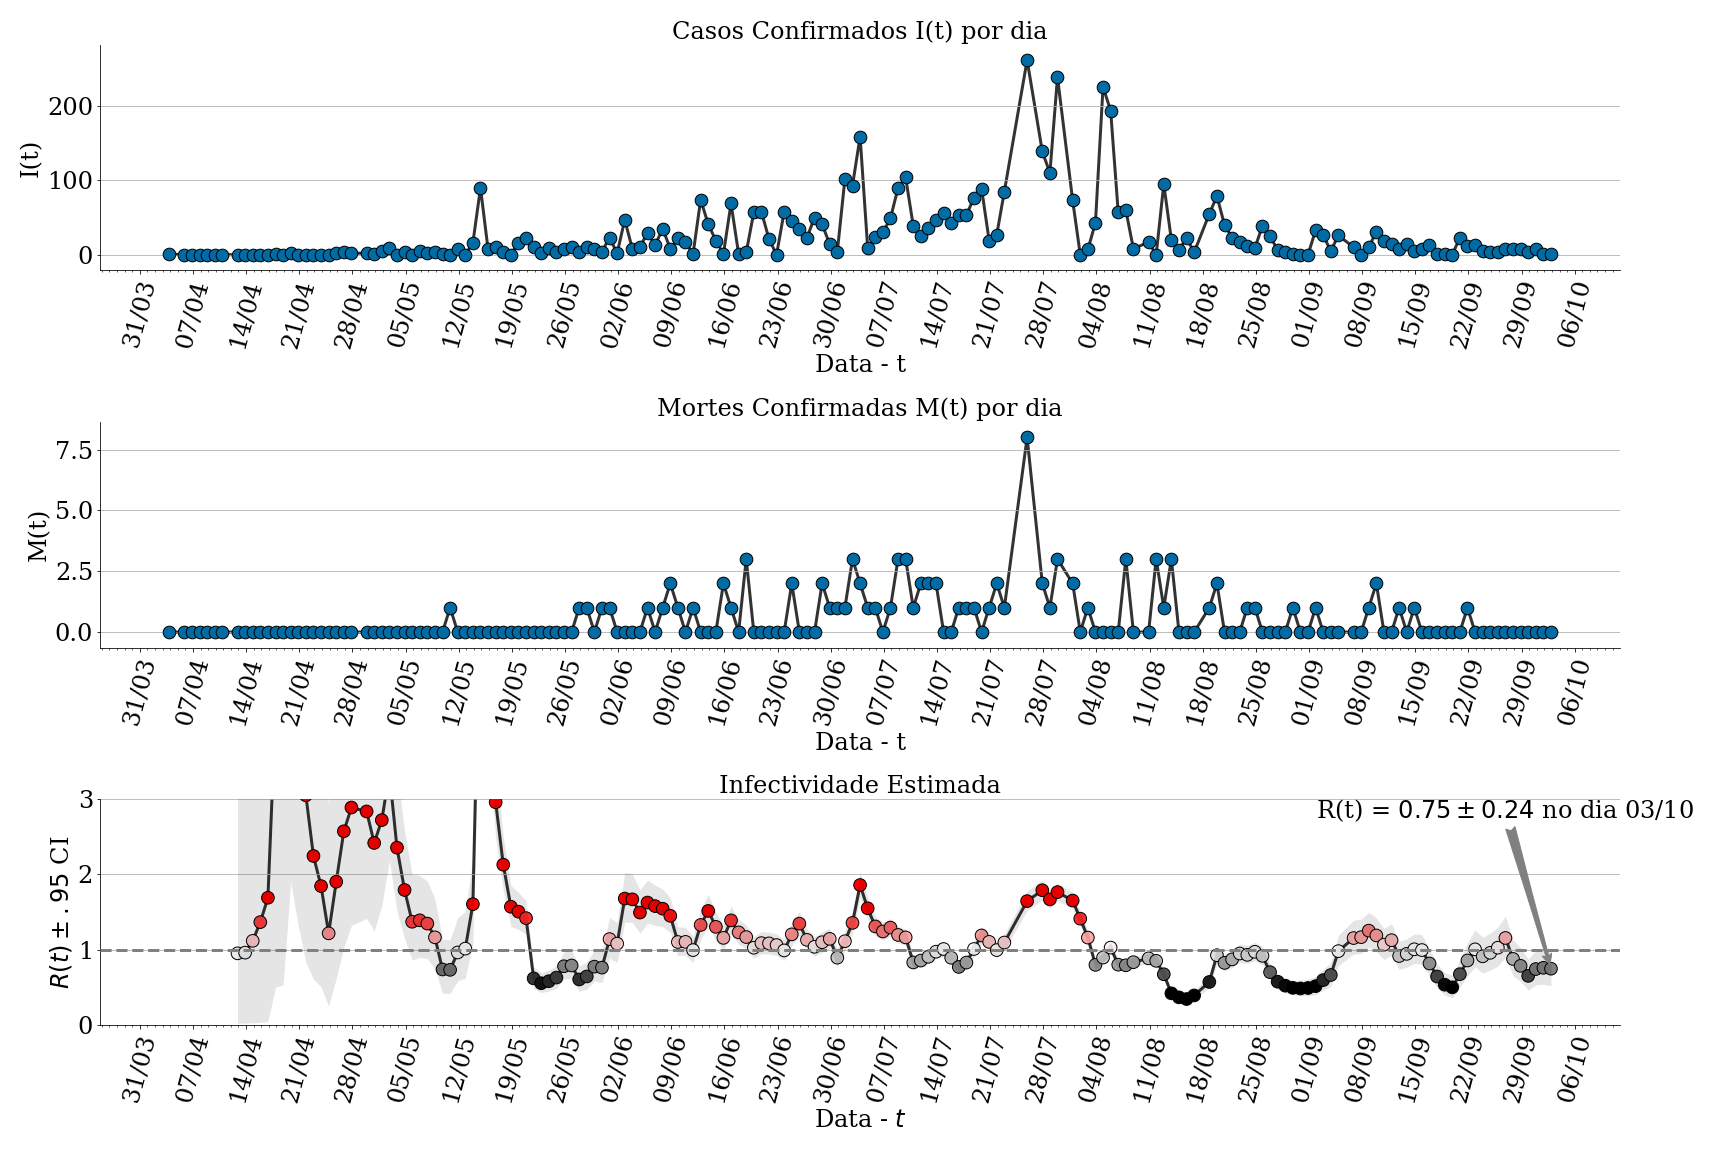 Casos Confirmados I(t) por dia
I(t)
200
100
0
31/03 07/04 14/04 21/04 28/04 05/05 12/05 19/05 26/05 02/06 09/06 16/06 23/06 30/06 07/07 14/07 21/07 28/07 04/08 11/08 18/08 25/08 01/09 08/09 15/09 22/09 29/09 06/10
Data - t
Mortes Confirmadas M(t) por dia
M(t)
7.5
5.0
2.5
0.0
31/03 07/04 14/04 21/04 28/04 05/05 12/05 19/05 26/05 02/06 09/06 16/06 23/06 30/06 07/07 14/07 21/07 28/07 04/08 11/08 18/08 25/08 01/09 08/09 15/09 22/09 29/09 06/10
Data - t
Infectividade Estimada
R(t) ± .95 CI
3
2
1
0
R(t) = 0.75 ± 0.24 no dia 03/10
31/03 07/04 14/04 21/04 28/04 05/05 12/05 19/05 26/05 02/06 09/06 16/06 23/06 30/06 07/07 14/07 21/07 28/07 04/08 11/08 18/08 25/08 01/09 08/09 15/09 22/09 29/09 06/10
Data - t